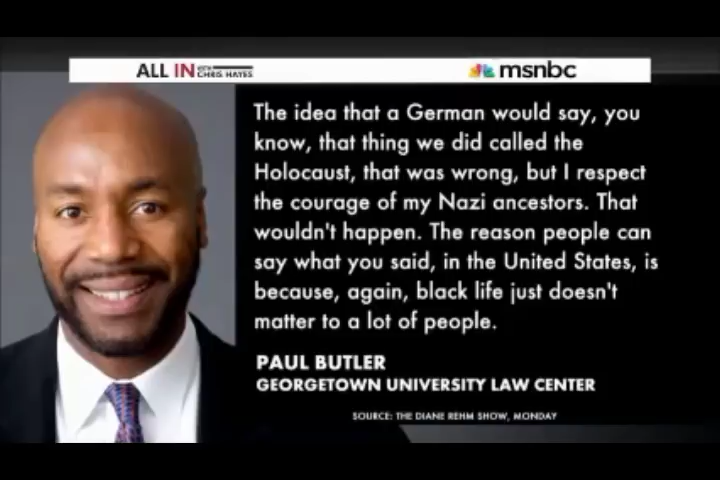 ALL IN WITH CHRIS HAYES
msnbc
The idea that a German would say, you
know, that thing we did called the
Holocaust, that was wrong, but I respect
the courage of my Nazi ancestors. That
wouldn't happen. The reason people can
say what you said, in the United States, is
because, again, black life just doesn't
matter to a lot of people.
PAUL BUTLER
GEORGETOWN UNIVERSITY LAW CENTER
SOURCE: THE DIANE REHM SHOW, MONDAY